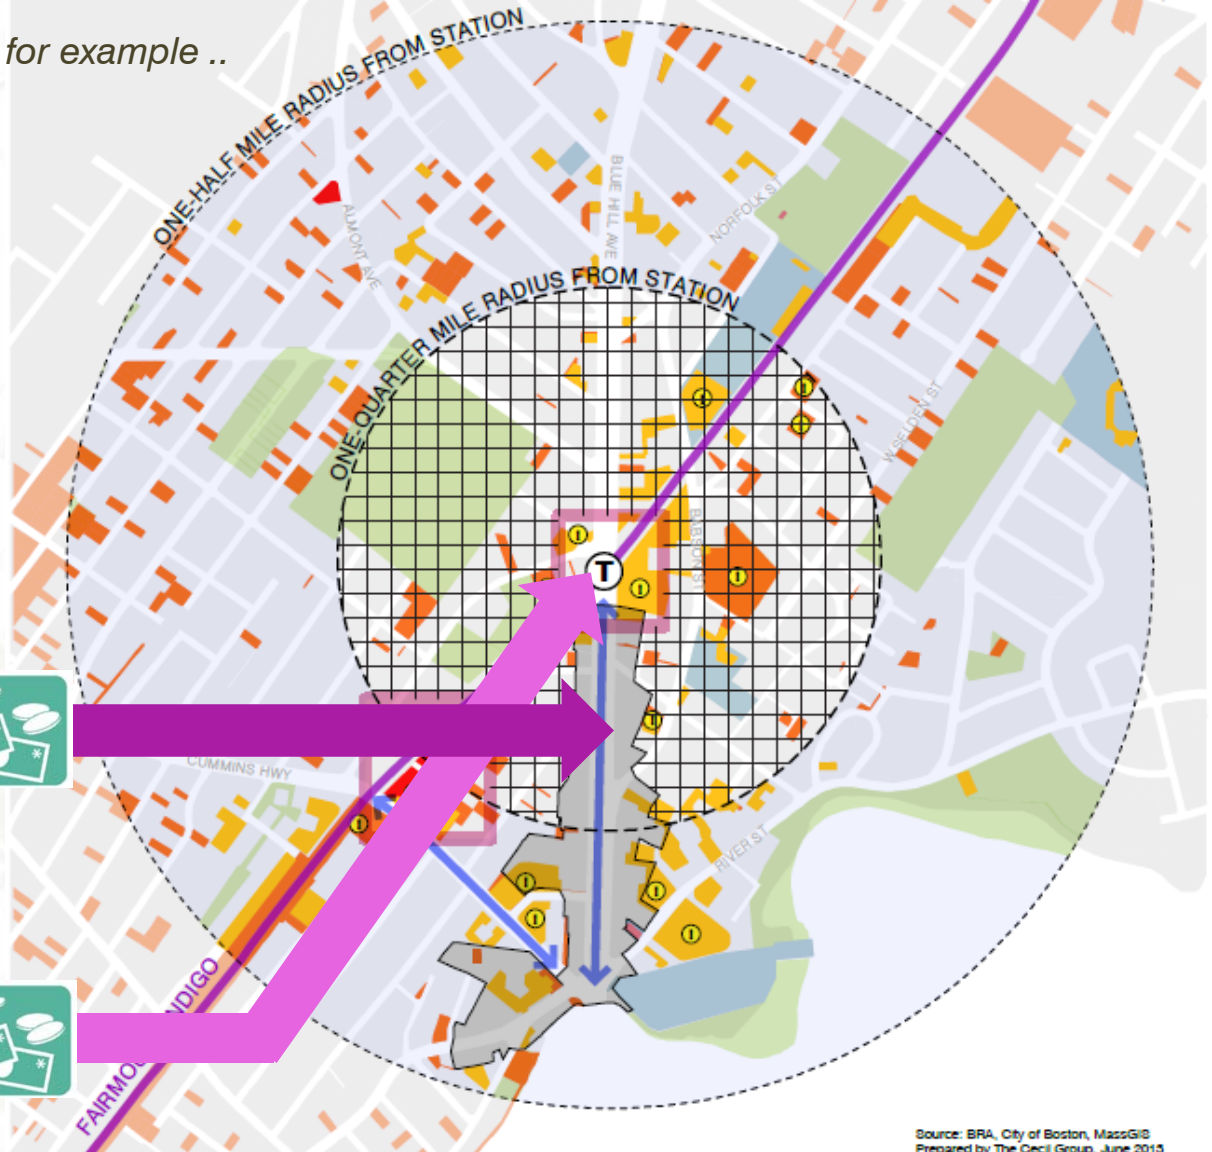 for example ..
ONE-HALF MILE RADIUS FROM STATION
BLUE HILL AVE
NORFOLK ST
ALMONT AVE
ONE-QUARTER MILE RADIUS FROM STATION
W SELDEN ST
BABSON ST
T
CUMMINS HWY
RIVER ST
Source: BRA, City of Boston, MassGIS
Prepared by The Cecil Group, June 2015